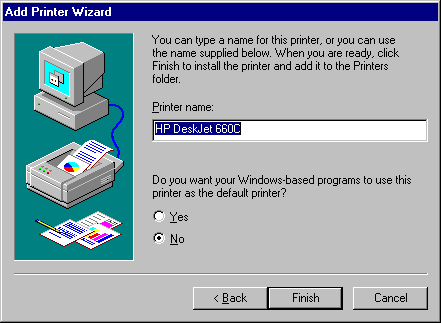 Add Printer Wizard
You can type a name for this printer, or you can use
the name supplied below. When you are ready, click
Finish to install the printer and add it to the Printers
folder.
Printer name:
HP DeskJet 660C
Do you want your Windows-based programs to use this
printer as the default printer?
Yes
No
< Back
Finish
Cancel